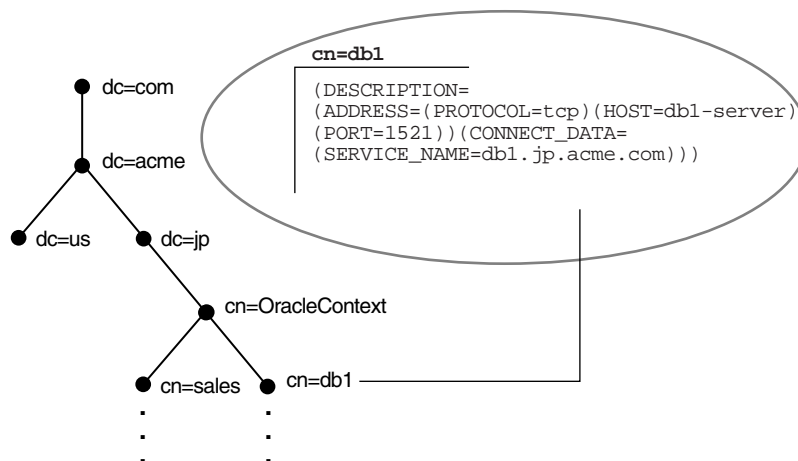 cn=db1
(DESCRIPTION=
(ADDRESS=(PROTOCOL=tcp)(HOST=db1-server)
(PORT=1521))(CONNECT_DATA=
(SERVICE_NAME=db1.jp.acme.com)))
dc=com
dc=acme
dc=us
dc=jp
cn=OracleContext
cn=sales
cn=db1